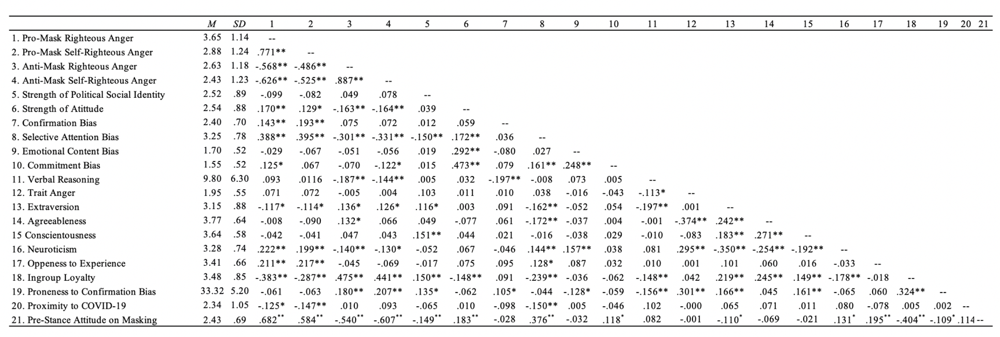 M SD 1 2 3 4 5 6 7 8 9 10 11 12 13 14 15 16 17 18 19 20 21
1. Pro-Mask Righteous Anger 3.65 1.14 --
2. Pro-Mask Self-Righteous Anger 2.88 1.24 .771** --
3. Anti-Mask Righteous Anger 2.63 1.18 -.568** -.486** --
4. Anti-Mask Self-Righteous Anger 2.43 1.23 -.626** -.525** .887** --
5. Strength of Political Social Identity 2.52 .89 -.099 -.082 .049 .078 --
6. Strength of Atittude 2.54 .88 .170** .129* -.163** -.164** .039 --
7. Confirmation Bias 2.40 .70 .143** .193** .075 .072 .012 .059 --
8. Selective Attention Bias 3.25 .78 .388** .395** -.301** -.331** -.150** .172** .036 --
9. Emotional Content Bias 1.70 .52 -.029 -.067 -.051 -.056 .019 .292** -.080 .027 --
10. Commitment Bias 1.55 .52 .125* .067 -.070 -.122* .015 .473** .079 .161** .248** --
11. Verbal Reasoning 9.80 6.30 .093 .0116 -.187** -.144** .005 .032 -.197** -.008 .073 .005 --
12. Trait Anger 1.95 .55 .071 .072 -.005 .004 .103 .011 .010 .038 -.016 -.043 -.113* --
13. Extraversion 3.15 .88 -.117* -.114* .136* .126* .116* .003 .091 -.162** -.052 .054 -.197** .001 --
14. Agreeableness 3.77 .64 -.008 -.090 .132* .066 .049 -.077 .061 -.172** -.037 .004 -.001 -.374** .242** --
15 Conscientousness 3.64 .58 -.042 -.041 .047 .043 .151** .044 .021 -.016 -.038 .029 -.010 -.083 .183** .271** --
16. Neuroticism 3.28 .74 .222** .199** -.140** -.130* -.052 .067 -.046 .144** .157** .038 .081 .295** -.350** -.254** -.192** --
17. Oppeness to Experience 3.41 .66 .211** .217** -.045 -.069 -.017 .075 .095 .128* .087 .032 .010 .001 .101 .060 .016 -.033 --
18. Ingroup Loyalty 3.48 .85 -.383** -.287** .475** .441** .150** -.148** .091 -.239** -.036 -.062 -.148** .042 .219** .245** .149** -.178** -.018 --
19. Proneness to Confirmation Bias 33.32 5.20 -.061 -.063 .180** .207** .135* -.062 .105* -.044 -.128* -.059 -.156** .301** .166** .045 .161** -.065 .060 .324** --
20. Proximity to COVID-19 2.34 1.05 -.125* -.147** .010 .093 -.065 .010 -.098 -.150** .005 -.046 .102 -.000 .065 .071 .011 .080 -.078 .005 .002 --
21. Pre-Stance Attitude on Masking 2.43 .69 .682** .584** -.540** -.607** -.149** .183** -.028 .376** -.032 .118* .082 -.001 -.110* -.069 -.021 .131* .195** -.404** -.109* .114 --